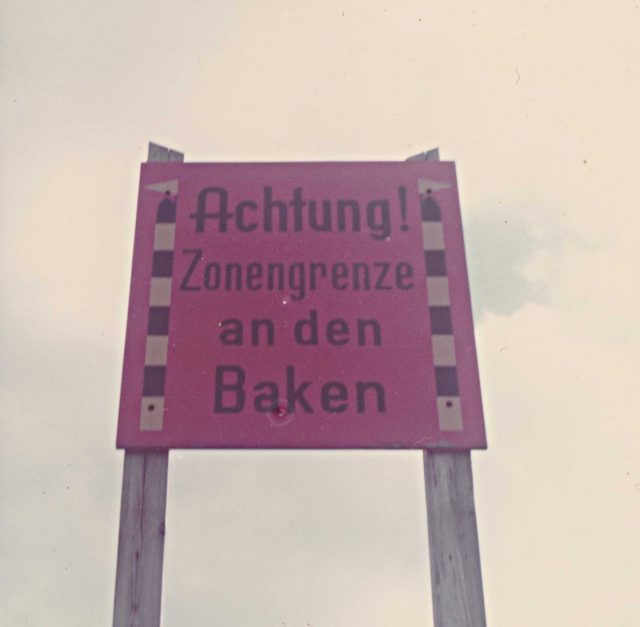 Achtung!
Zonengrenze
an den
Baken